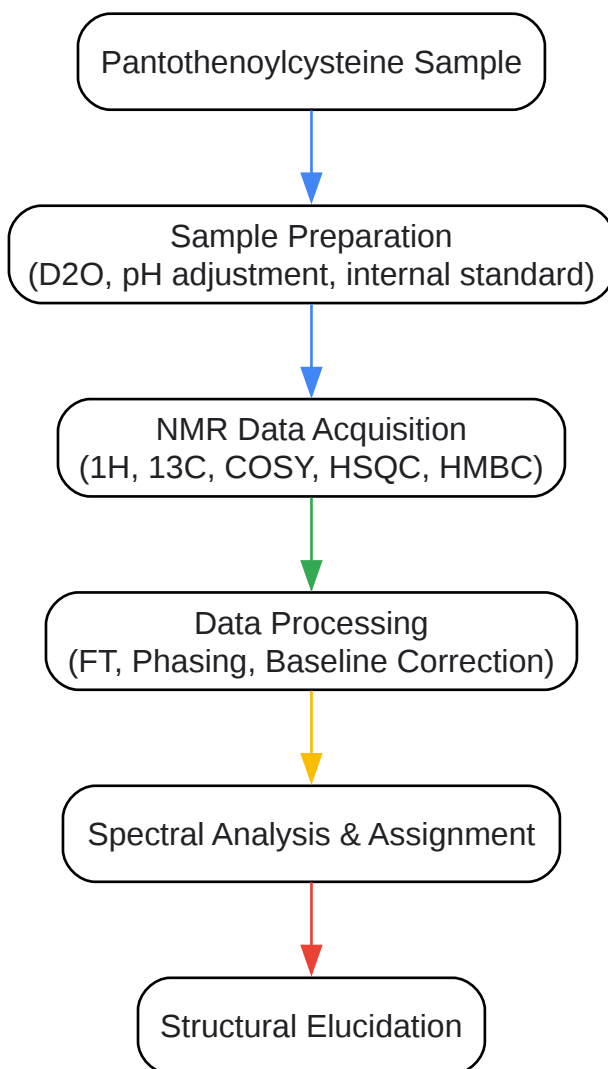 Pantothenoylcysteine Sample
Sample Preparation
(D2O, pH adjustment, internal standard)
NMR Data Acquisition
(1H, 13C, COSY, HSQC, HMBC)
Data Processing
(FT, Phasing, Baseline Correction)
Spectral Analysis & Assignment
Structural Elucidation